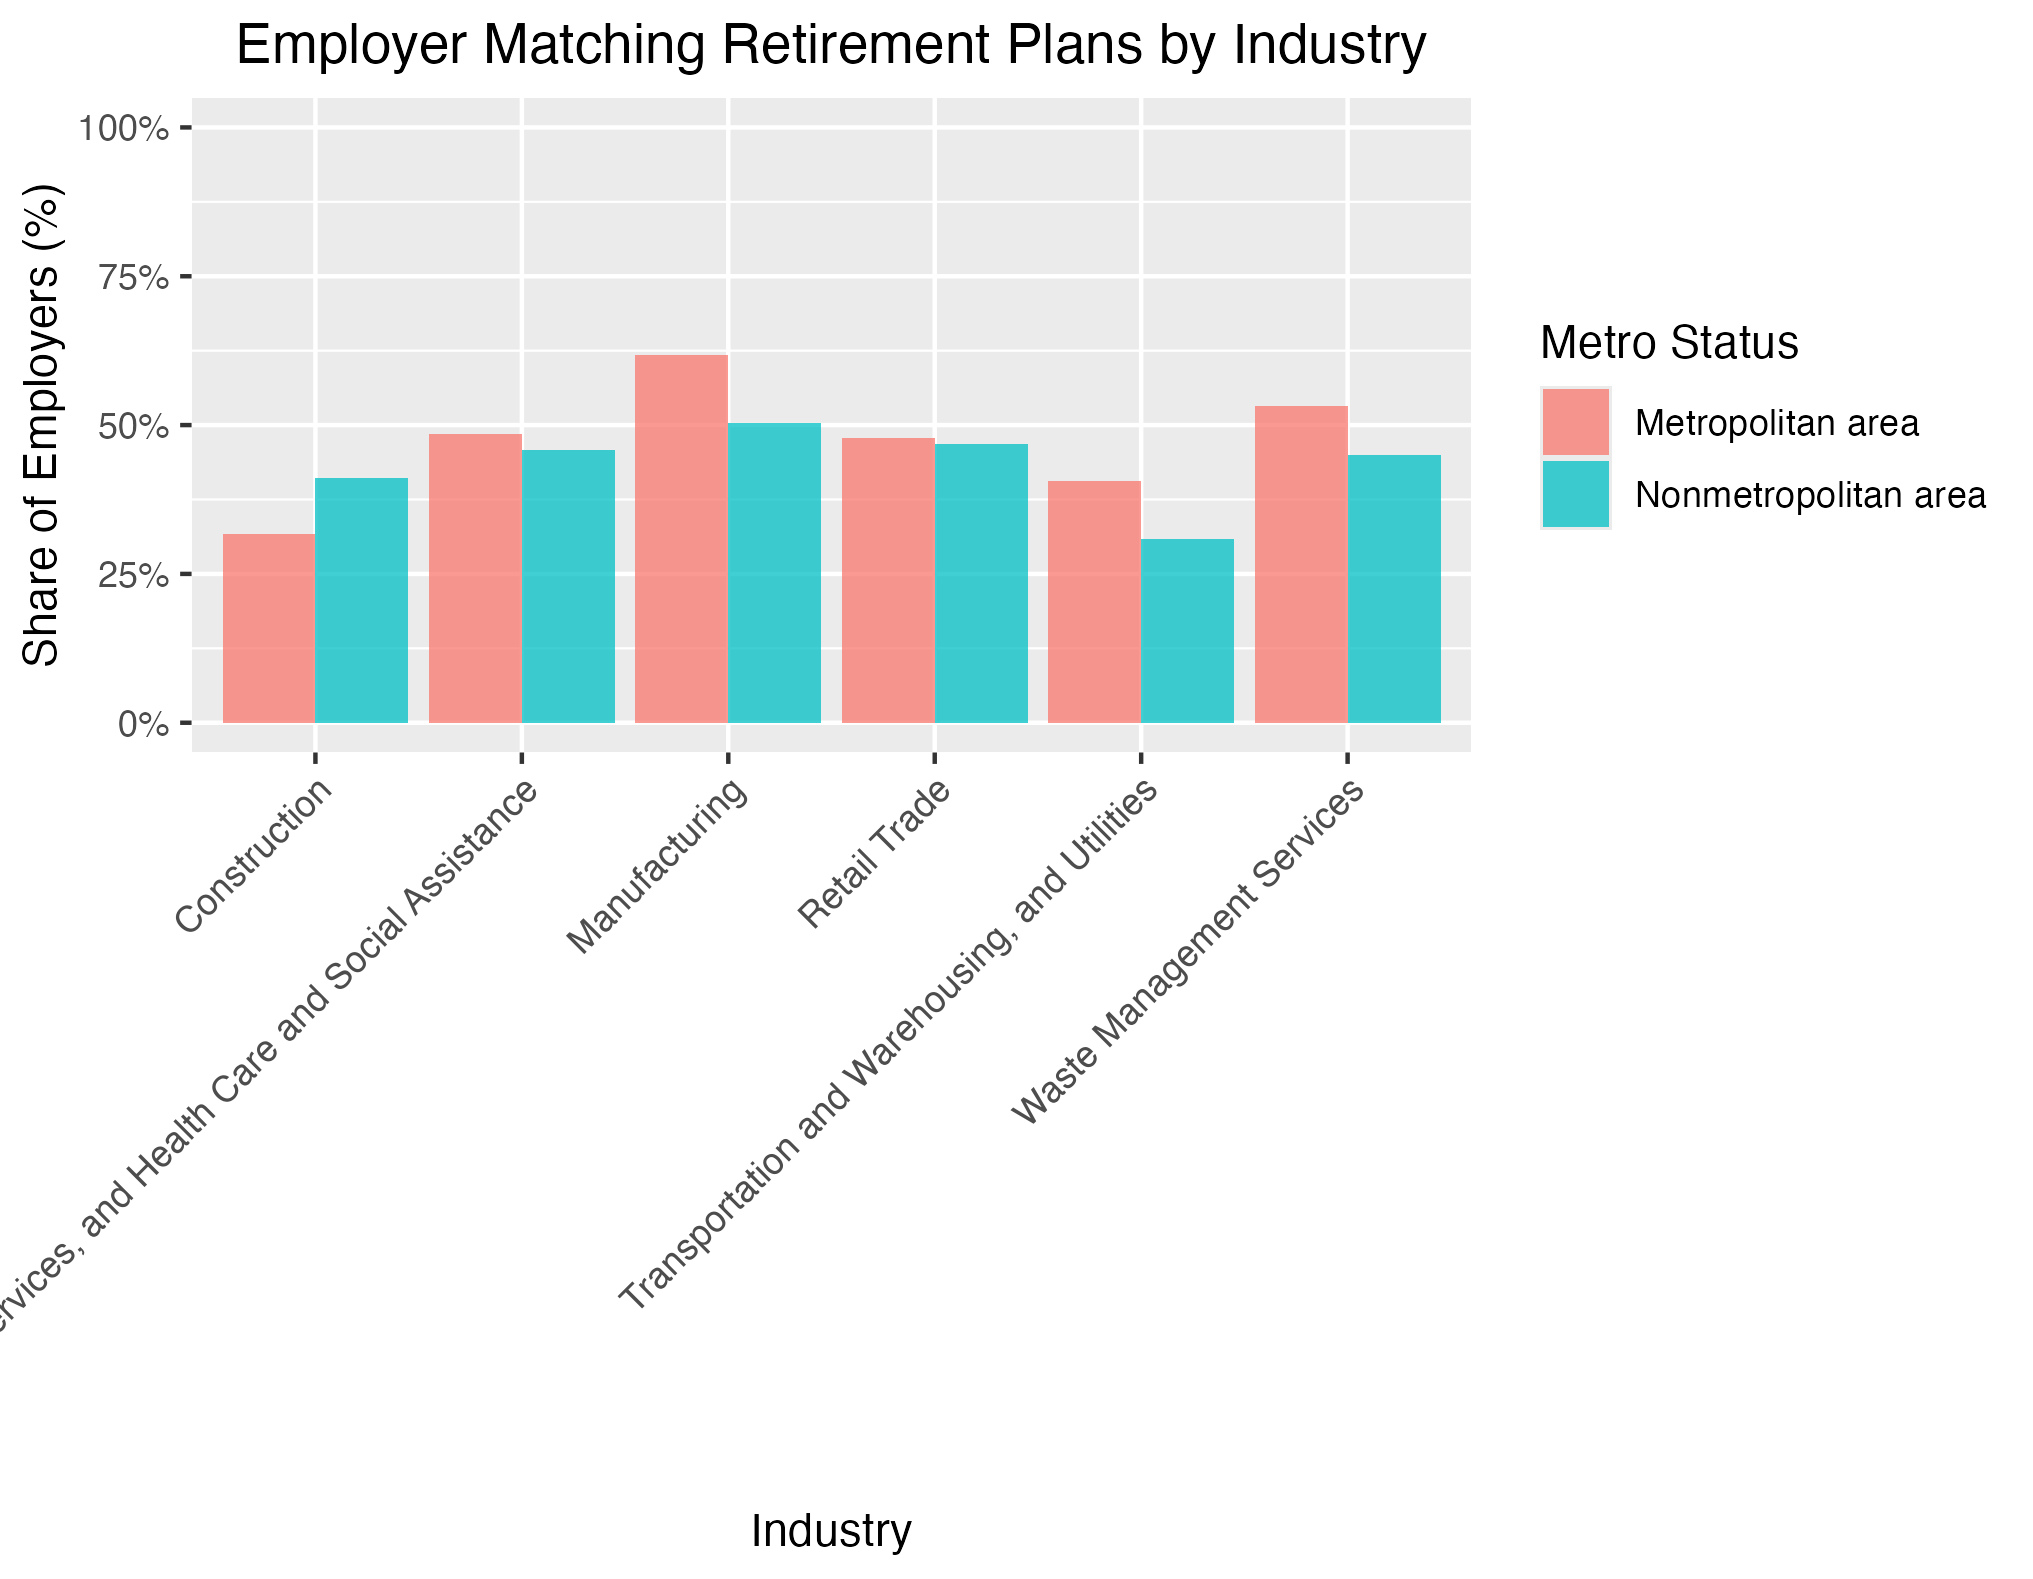 Employer Matching Retirement Plans by Industry
Share of Employers (%)
100%
75%
50%
25%
0%
Construction
and Health Care and Social Assistance
Manufacturing
Retail Trade
Transportation and Warehousing, and Utilities
Waste Management Services
Industry
Metro Status
Metropolitan area
Nonmetropolitan area